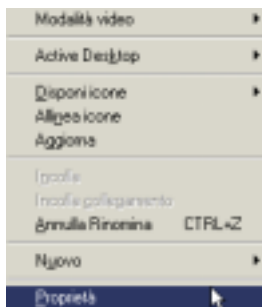 Modalità video
Active Desktop
Disponi icone
Allinea icone
Aggiorna
Incolla
Incolla collegamento
Annulla Rinomina CTRL+Z
Nuovo
Proprietà